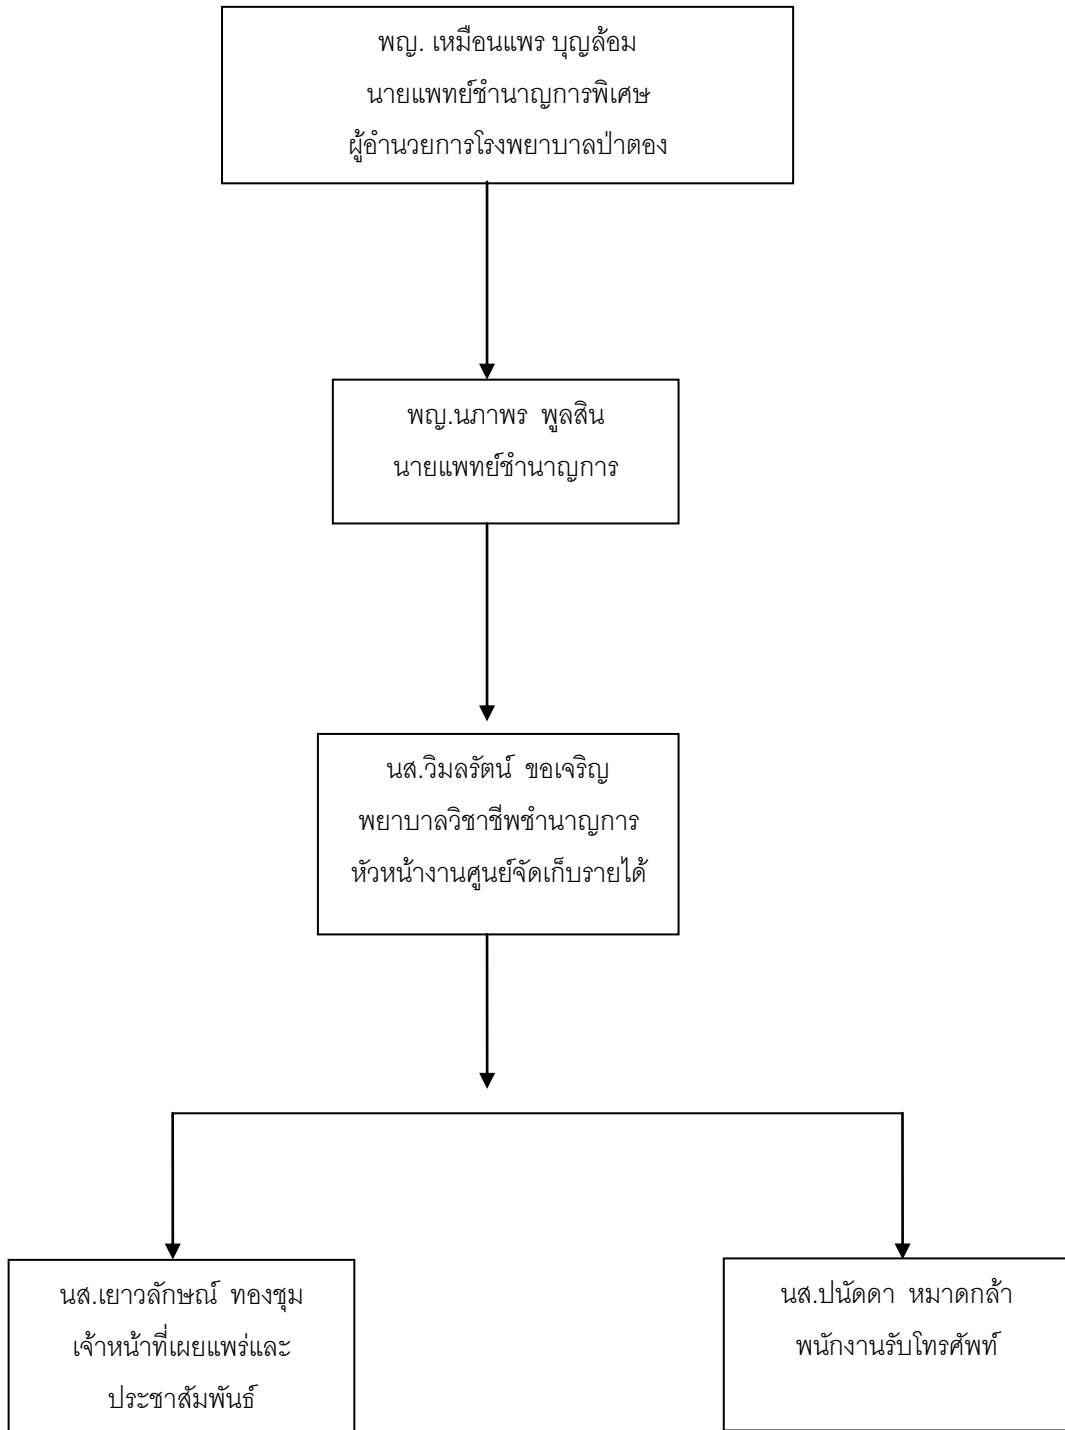 พญ. เหมือนแพร บุญล้อม
นายแพทย์ชำนาญการพิเศษ
ผู้อำนวยการโรงพยาบาลป่าตอง
พญ.นภาพร พูลสิน
นายแพทย์ชำนาญการ
นส.วิมลรัตน์ ขอเจริญ
พยาบาลวิชาชีพชำนาญการ
หัวหน้างานศูนย์จัดเก็บรายได้
นส.เยาวลักษณ์ ทองชุม
เจ้าหน้าที่เผยแพร่และ
ประชาสัมพันธ์
นส.ปนัดดา หมาดกล้า
พนักงานรับโทรศัพท์